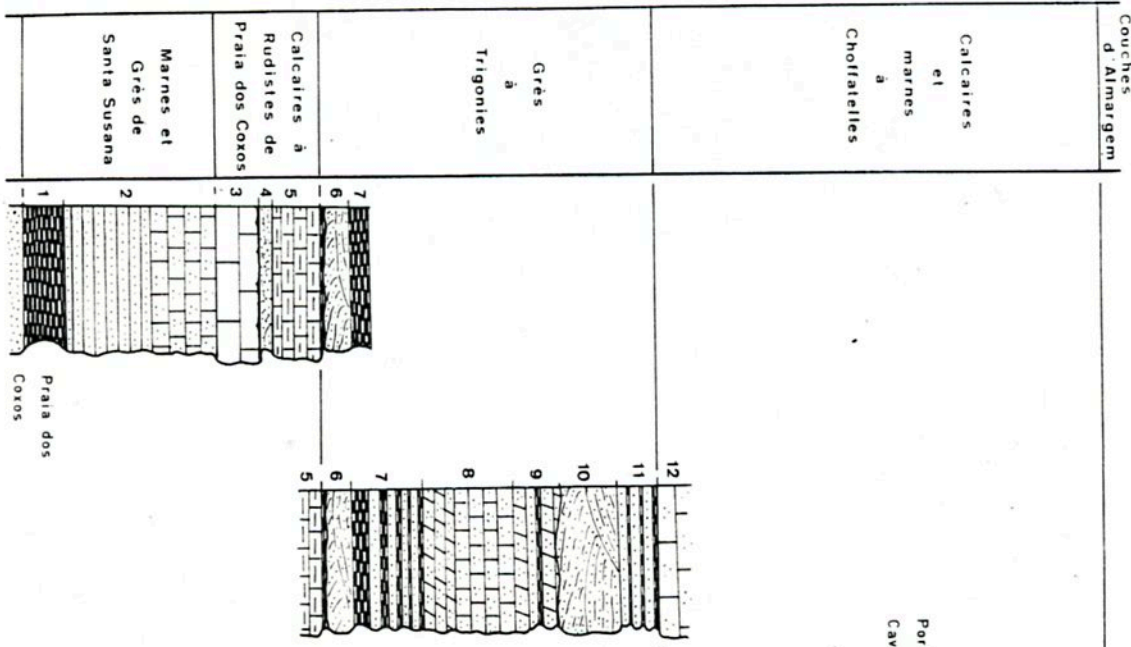 Couches
d'Almargem
Calcaires
et
marnes
à
Choffatelles
Grès
à
Trigonies
Calcaires à
Rudistes de
Praia dos Coxos
Marnes et
Grès de
Santa Susana
1
2
3
4
5
6
7
Praia dos
Coxos
5
6
7
8
9
10
11
12
Por
Cav